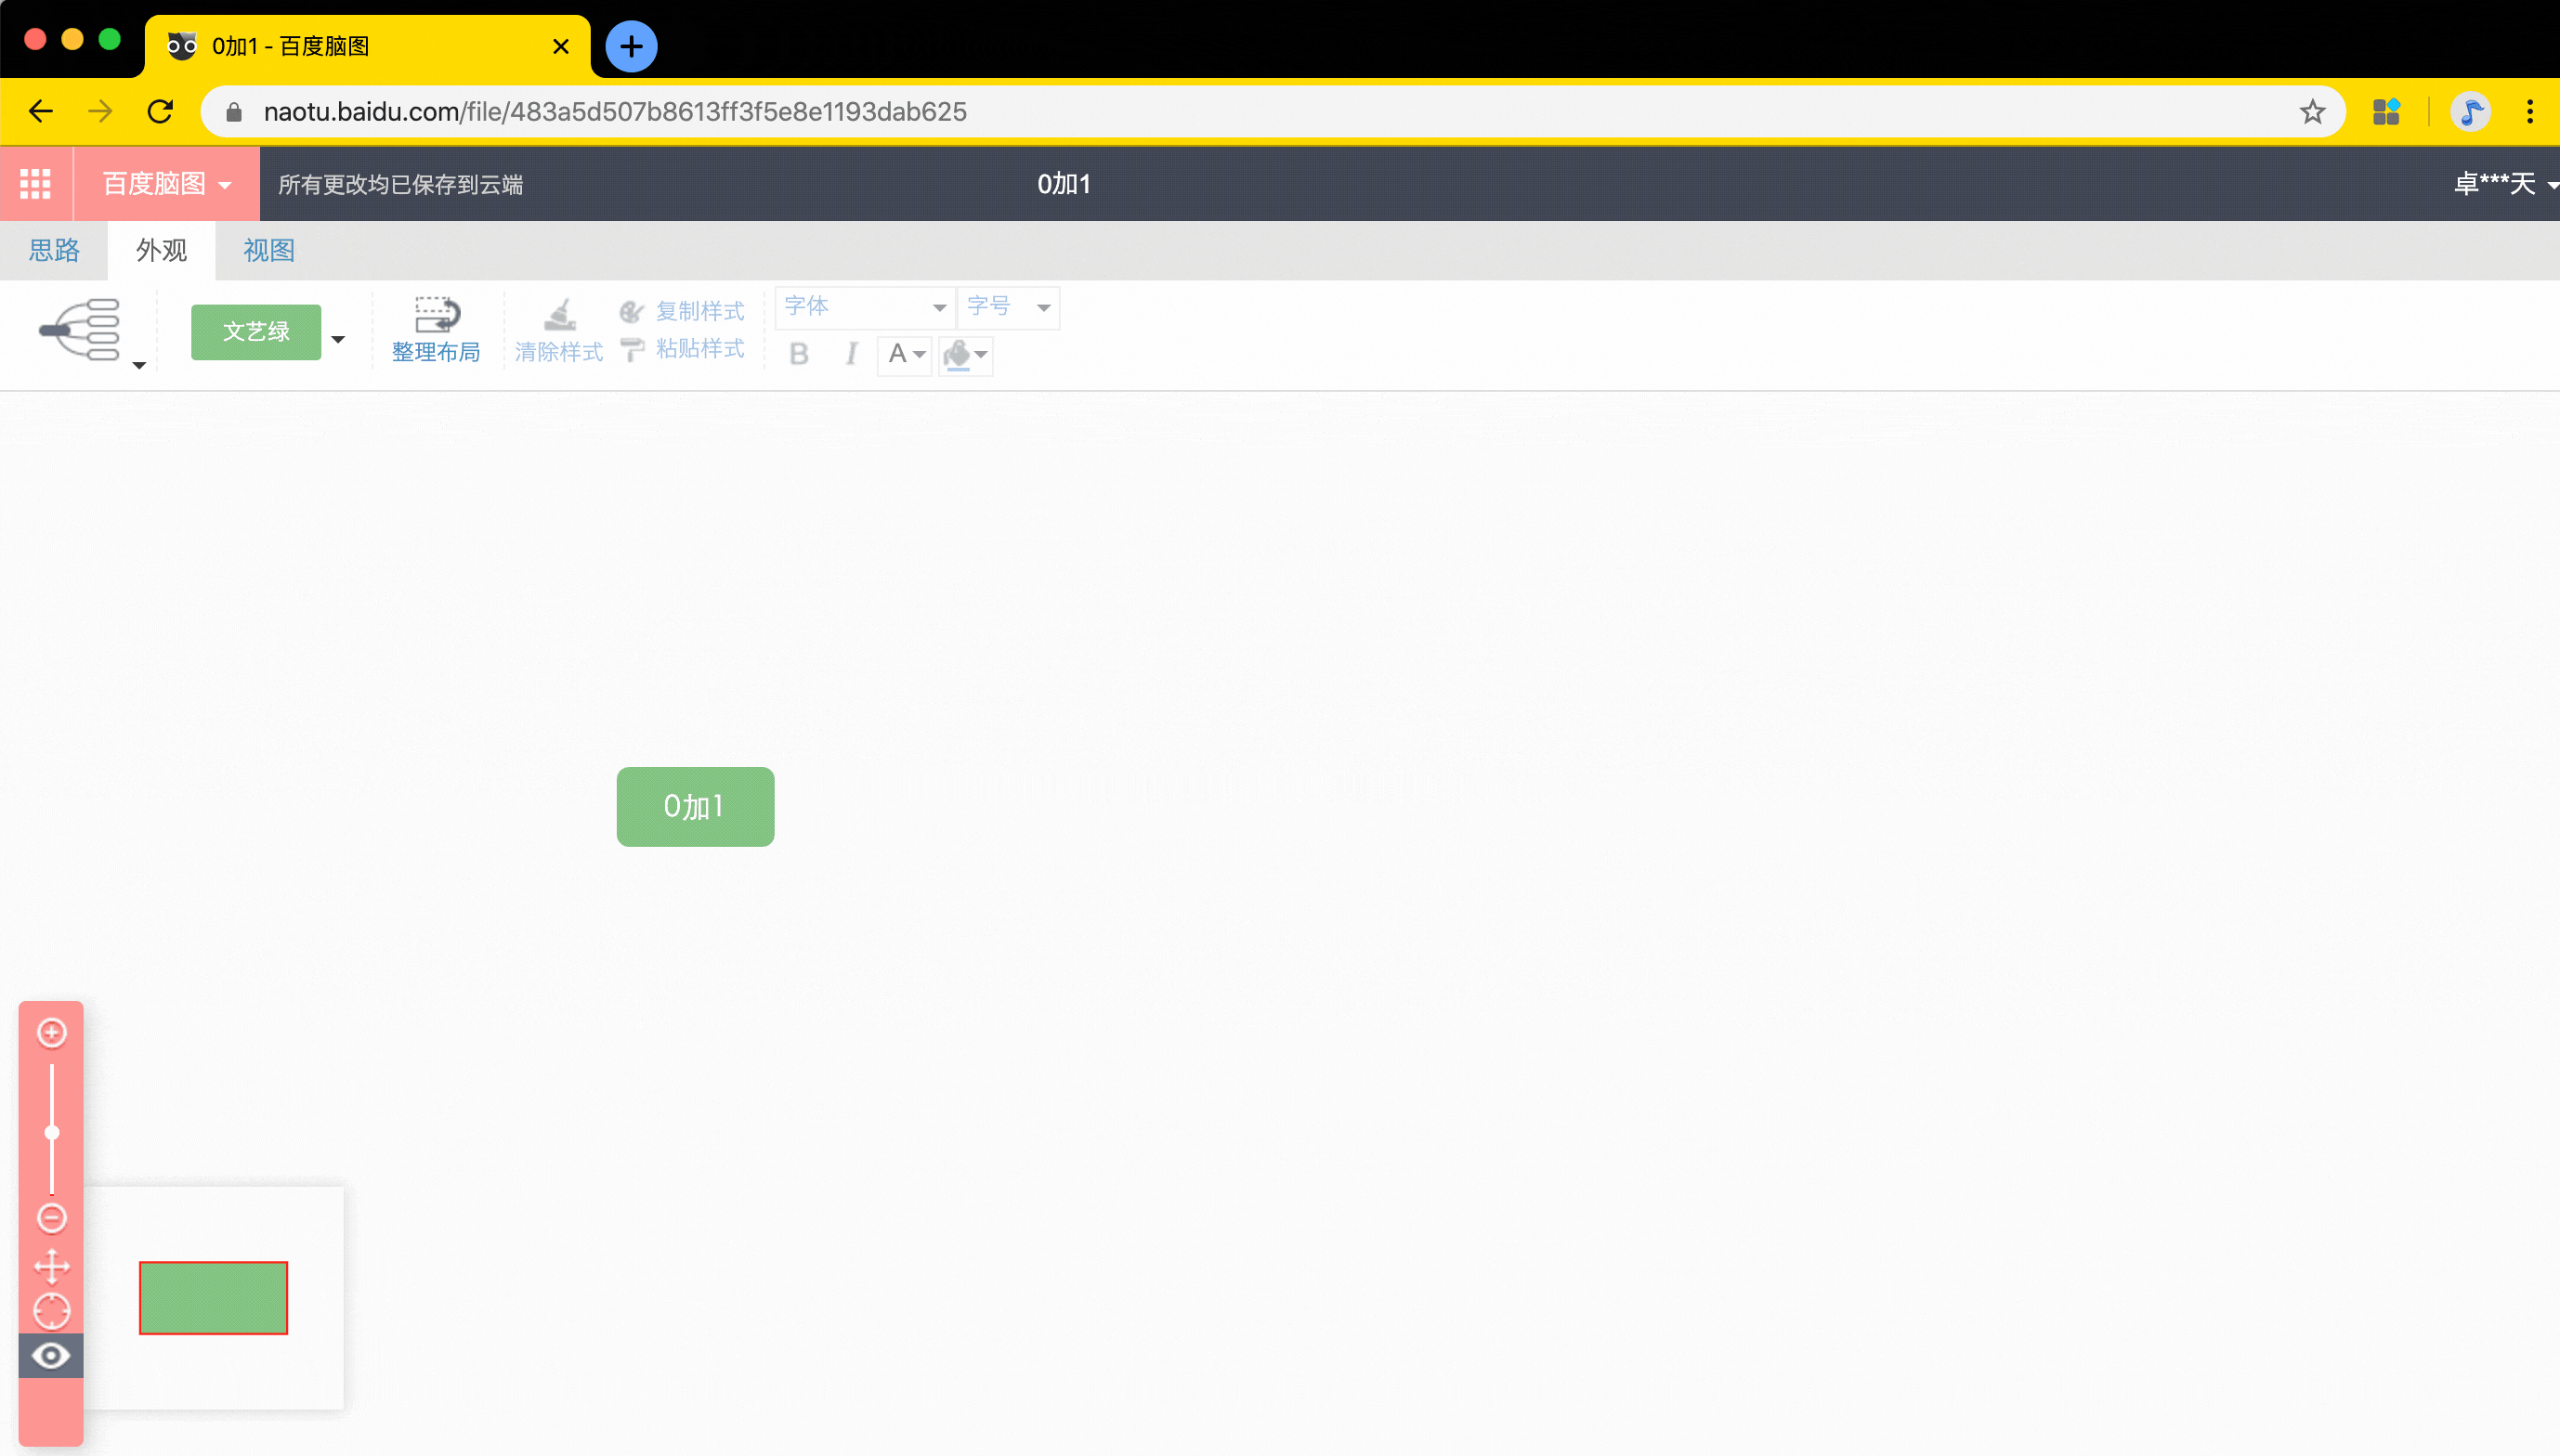 0加1 - 百度脑图
naotu.baidu.com/file/483a5d507b8613ff3f5e8e1193dab625
百度脑图
所有更改均已保存到云端
0加1
卓***天
思路
外观
视图
文艺绿
整理布局
清除样式
复制样式
粘贴样式
字体
字号
B
I
A
0加1